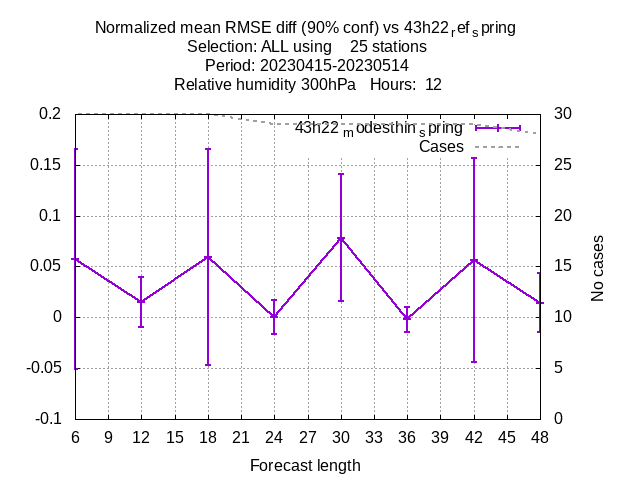 Normalized mean RMSE diff (90% conf) vs 43h22refspring
Selection: ALL using    25 stations
Period: 20230415-20230514
Relative humidity 300hPa   Hours:  12
43h22modesthinspring
Cases
0.2
0.15
0.1
0.05
0
-0.05
-0.1
30
25
20
15
10
5
0
No cases
6 9 12 15 18 21 24 27 30 33 36 39 42 45 48
Forecast length